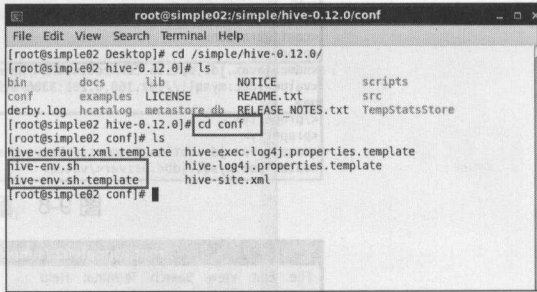 root@simple02:/simple/hive-0.12.0/conf
File Edit View Search Terminal Help
[root@simple02 Desktop]# cd /simple/hive-0.12.0/
[root@simple02 hive-0.12.0]# ls
bin docs lib NOTICE scripts
conf examples LICENSE README.txt src
derby.log hcatalog metastore_db RELEASE_NOTES.txt TempStatsStore
[root@simple02 hive-0.12.0]# cd conf
[root@simple02 conf]# ls
hive-default.xml.template hive-exec-log4j.properties.template
hive-env.sh hive-log4j.properties.template
hive-env.sh.template hive-site.xml
[root@simple02 conf]#